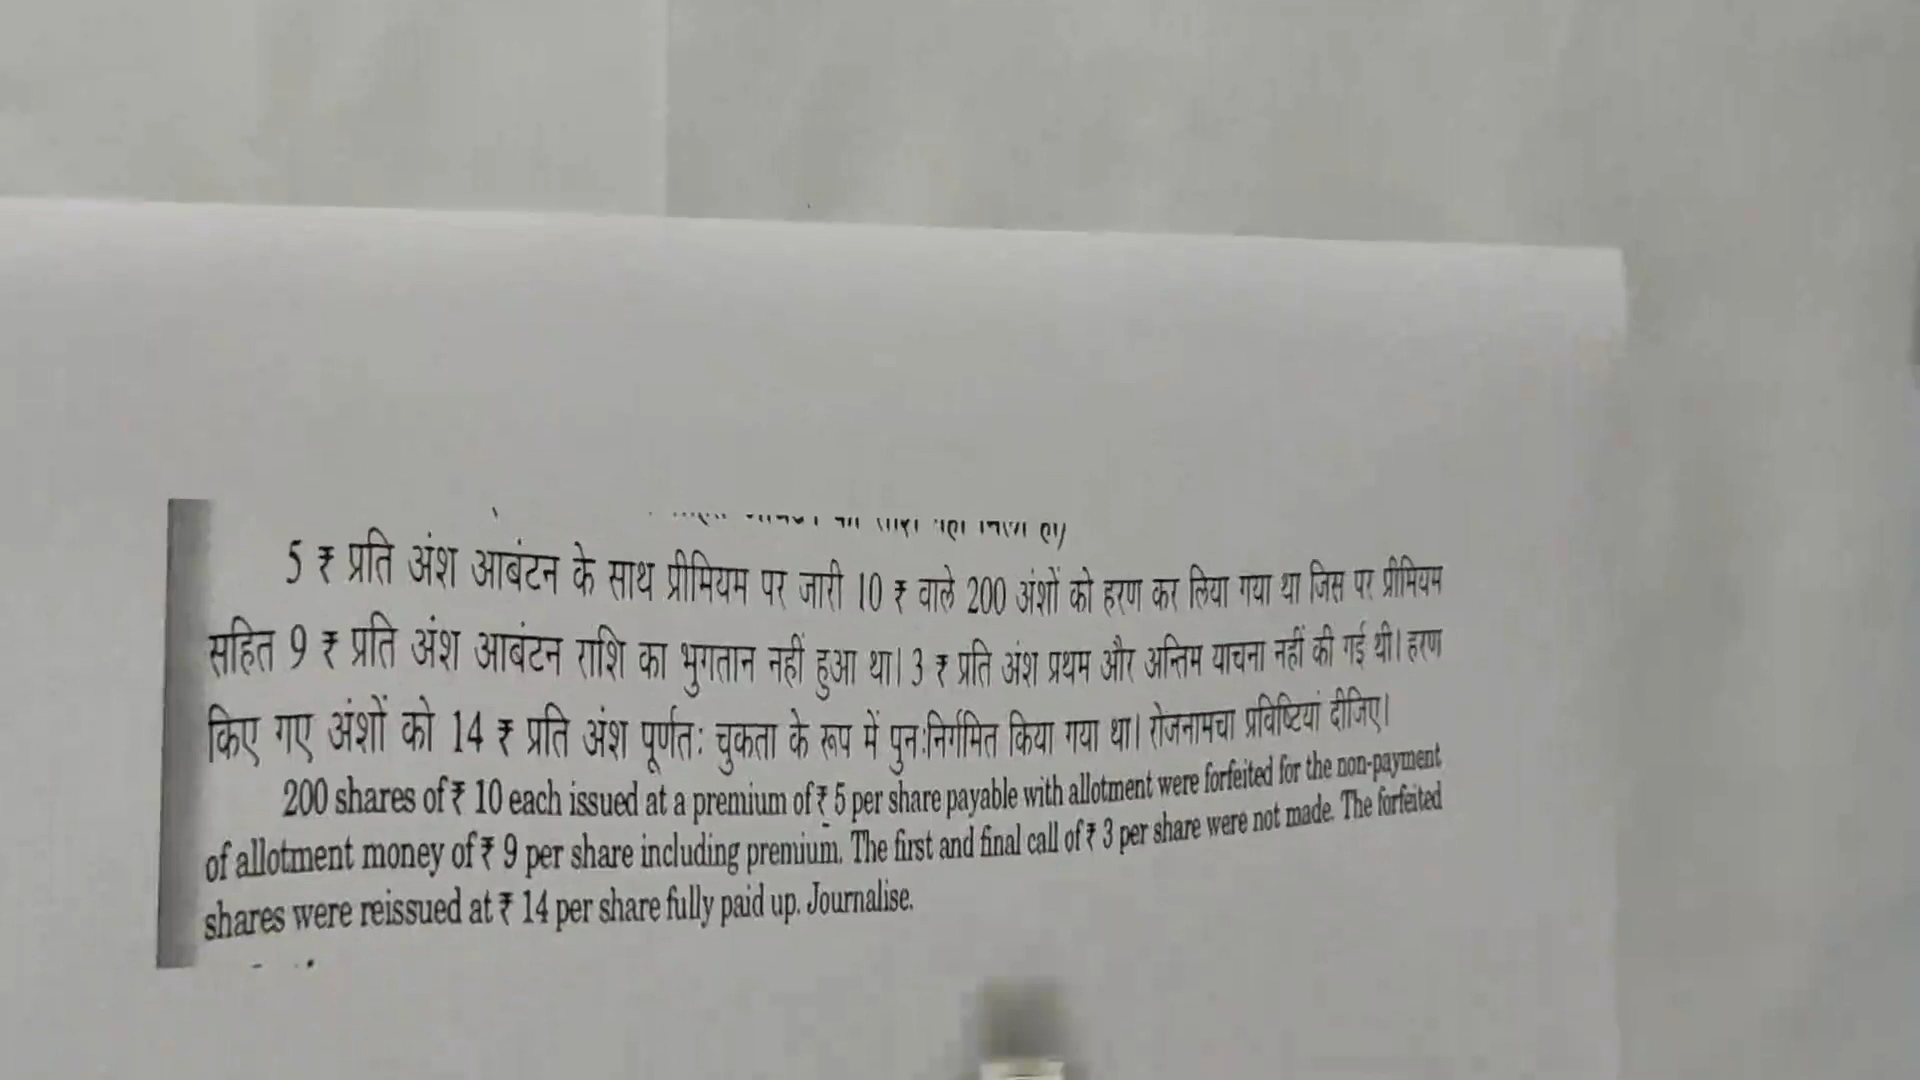 5 ₹ प्रति अंश आबंटन के साथ प्रीमियम पर जारी 10 ₹ वाले 200 अंशों को हरण कर लिया गया था जिस पर प्रीमियम
सहित 9 ₹ प्रति अंश आबंटन राशि का भुगतान नहीं हुआ था। 3 ₹ प्रति अंश प्रथम और अन्तिम याचना नहीं की गई थी। हरण
किए गए अंशों को 14 ₹ प्रति अंश पूर्णतः चुकता के रूप में पुनःनिर्गमित किया गया था। रोजनामचा प्रविष्टियां दीजिए।
200 shares of ₹ 10 each issued at a premium of ₹ 5 per share payable with allotment were forfeited for the non-payment
of allotment money of ₹ 9 per share including premium. The first and final call of ₹ 3 per share were not made. The forfeited
shares were reissued at ₹ 14 per share fully paid up. Journalise.